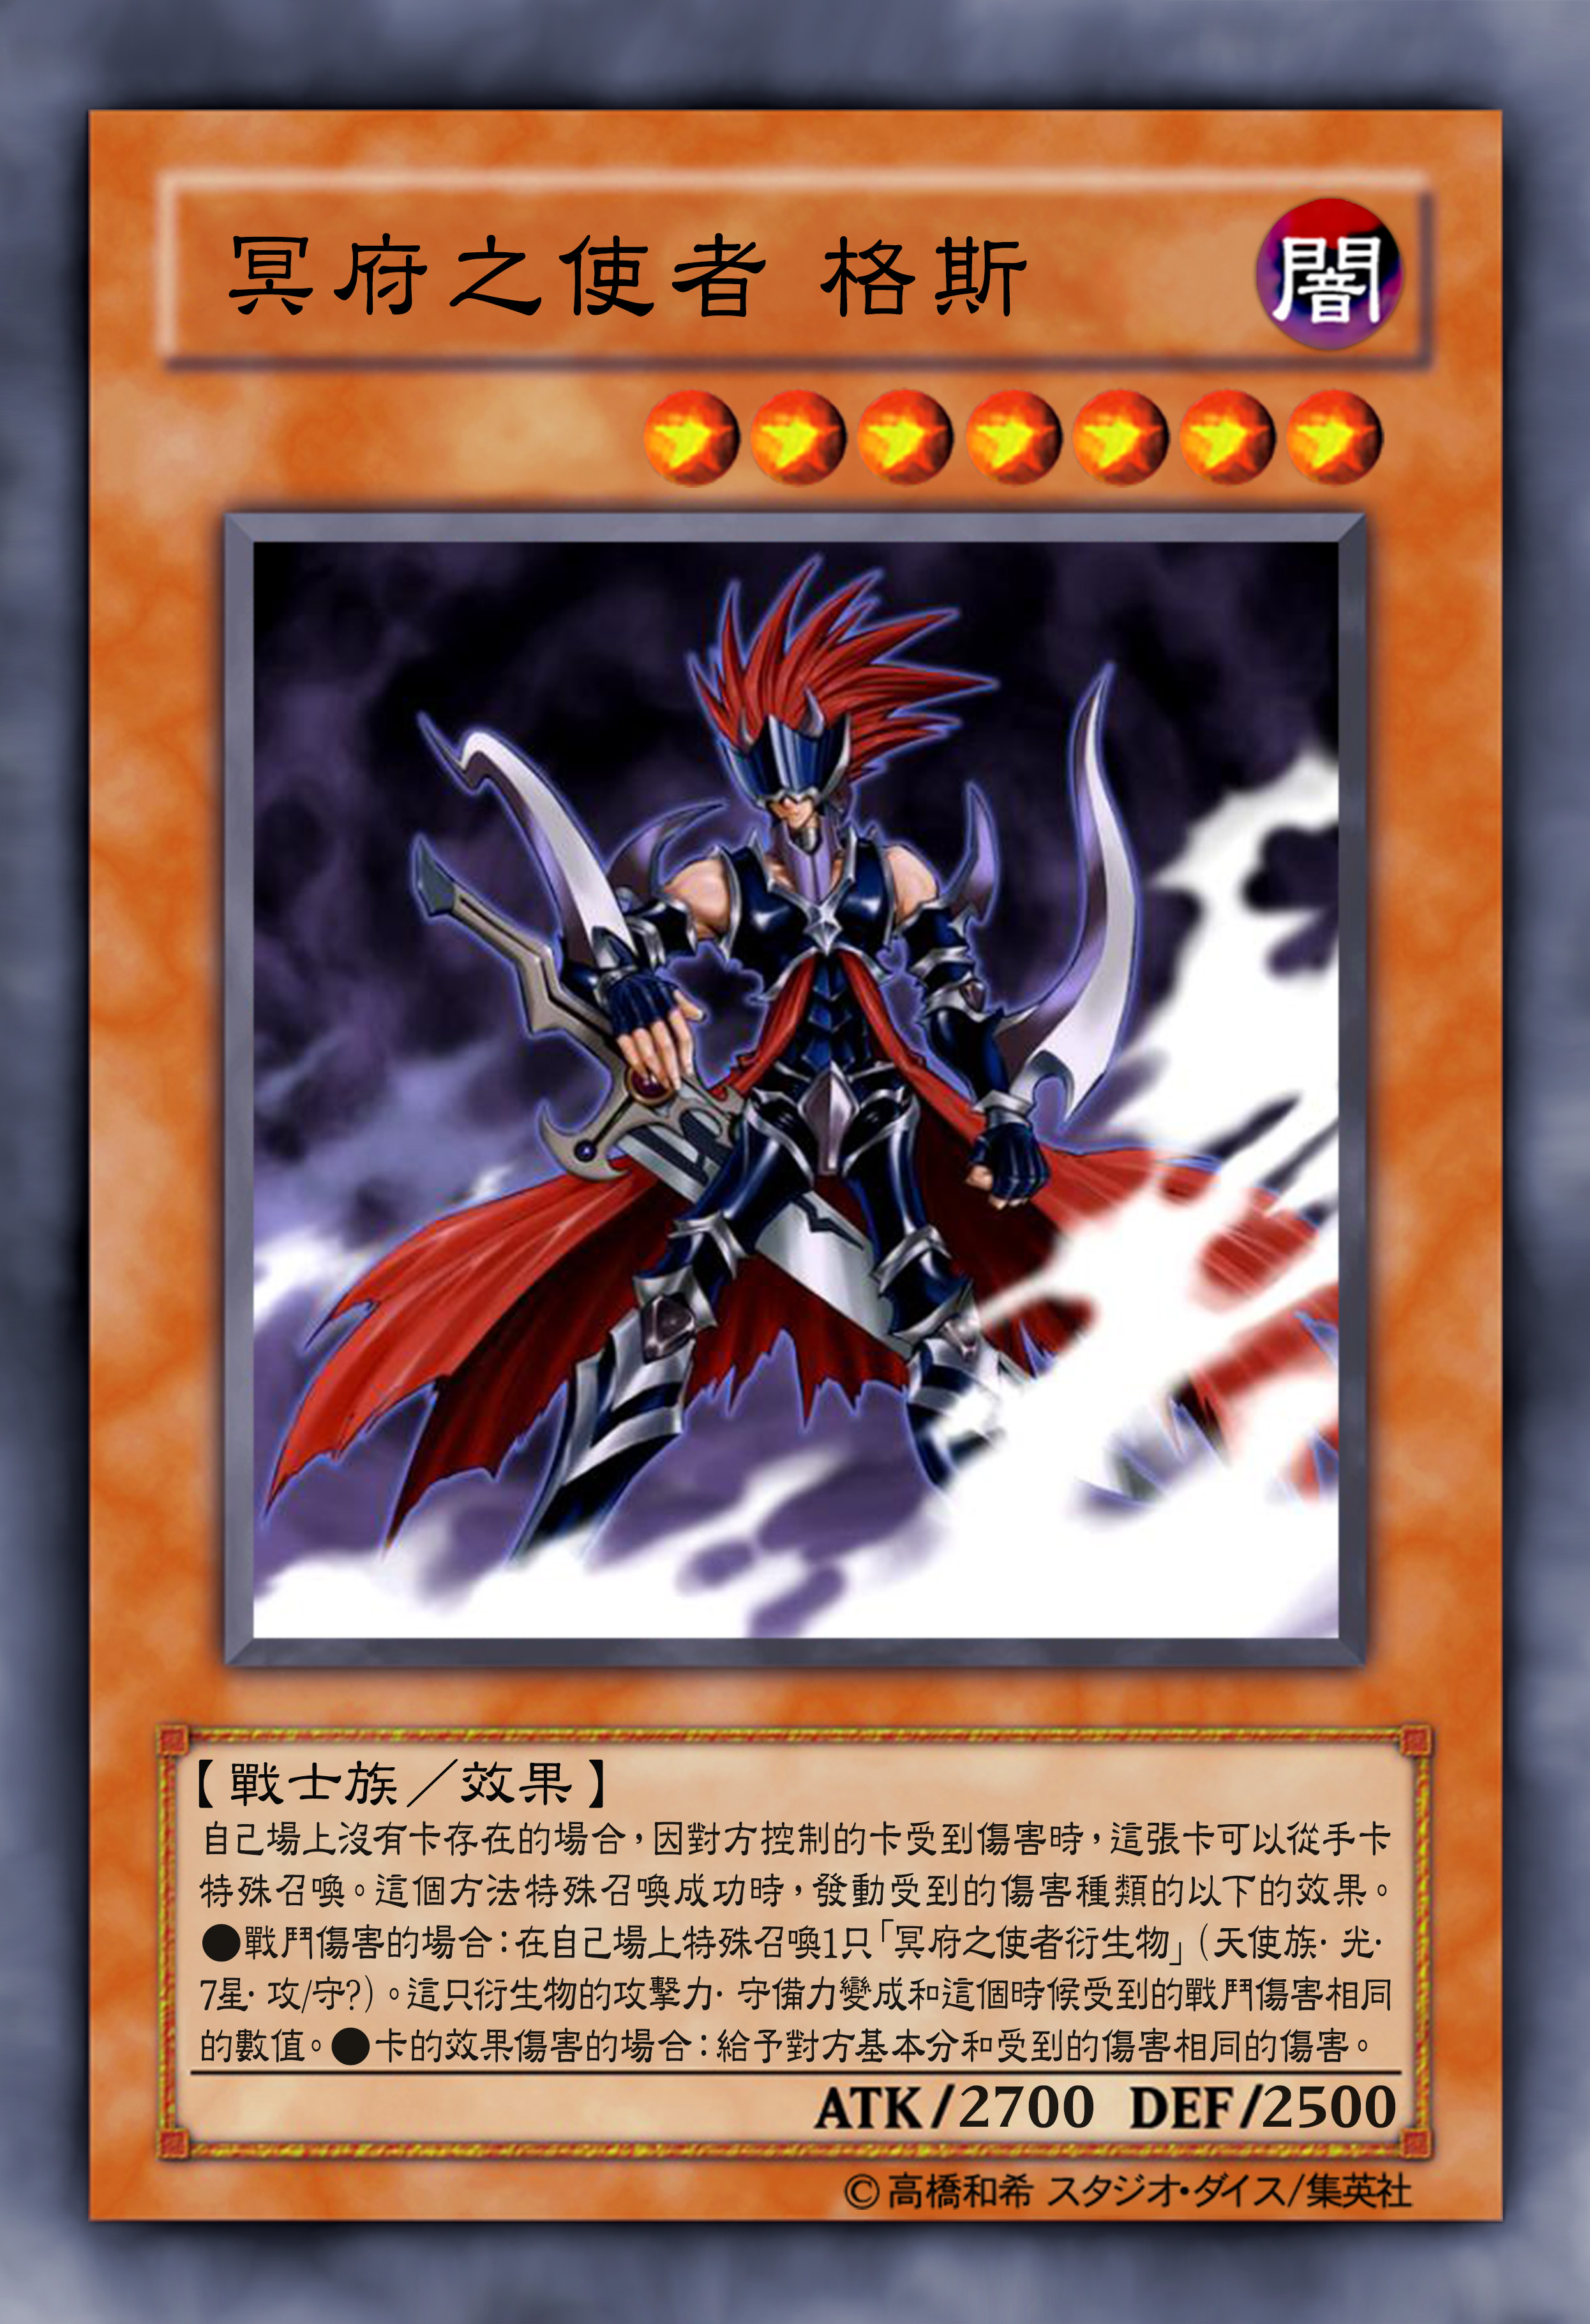 冥府之使者 格斯
闇
【戰士族／效果】
自己場上沒有卡存在的場合，因對方控制的卡受到傷害時，這張卡可以從手卡
特殊召喚。這個方法特殊召喚成功時，發動受到的傷害種類的以下的效果。
●戰鬥傷害的場合：在自己場上特殊召喚1只「冥府之使者衍生物」（天使族·光·
7星·攻/守?）。這只衍生物的攻擊力·守備力變成和這個時候受到的戰鬥傷害相同
的數值。●卡的效果傷害的場合：給予對方基本分和受到的傷害相同的傷害。
ATK/2700 DEF/2500
©高橋和希 スタジオ・ダイス/集英社